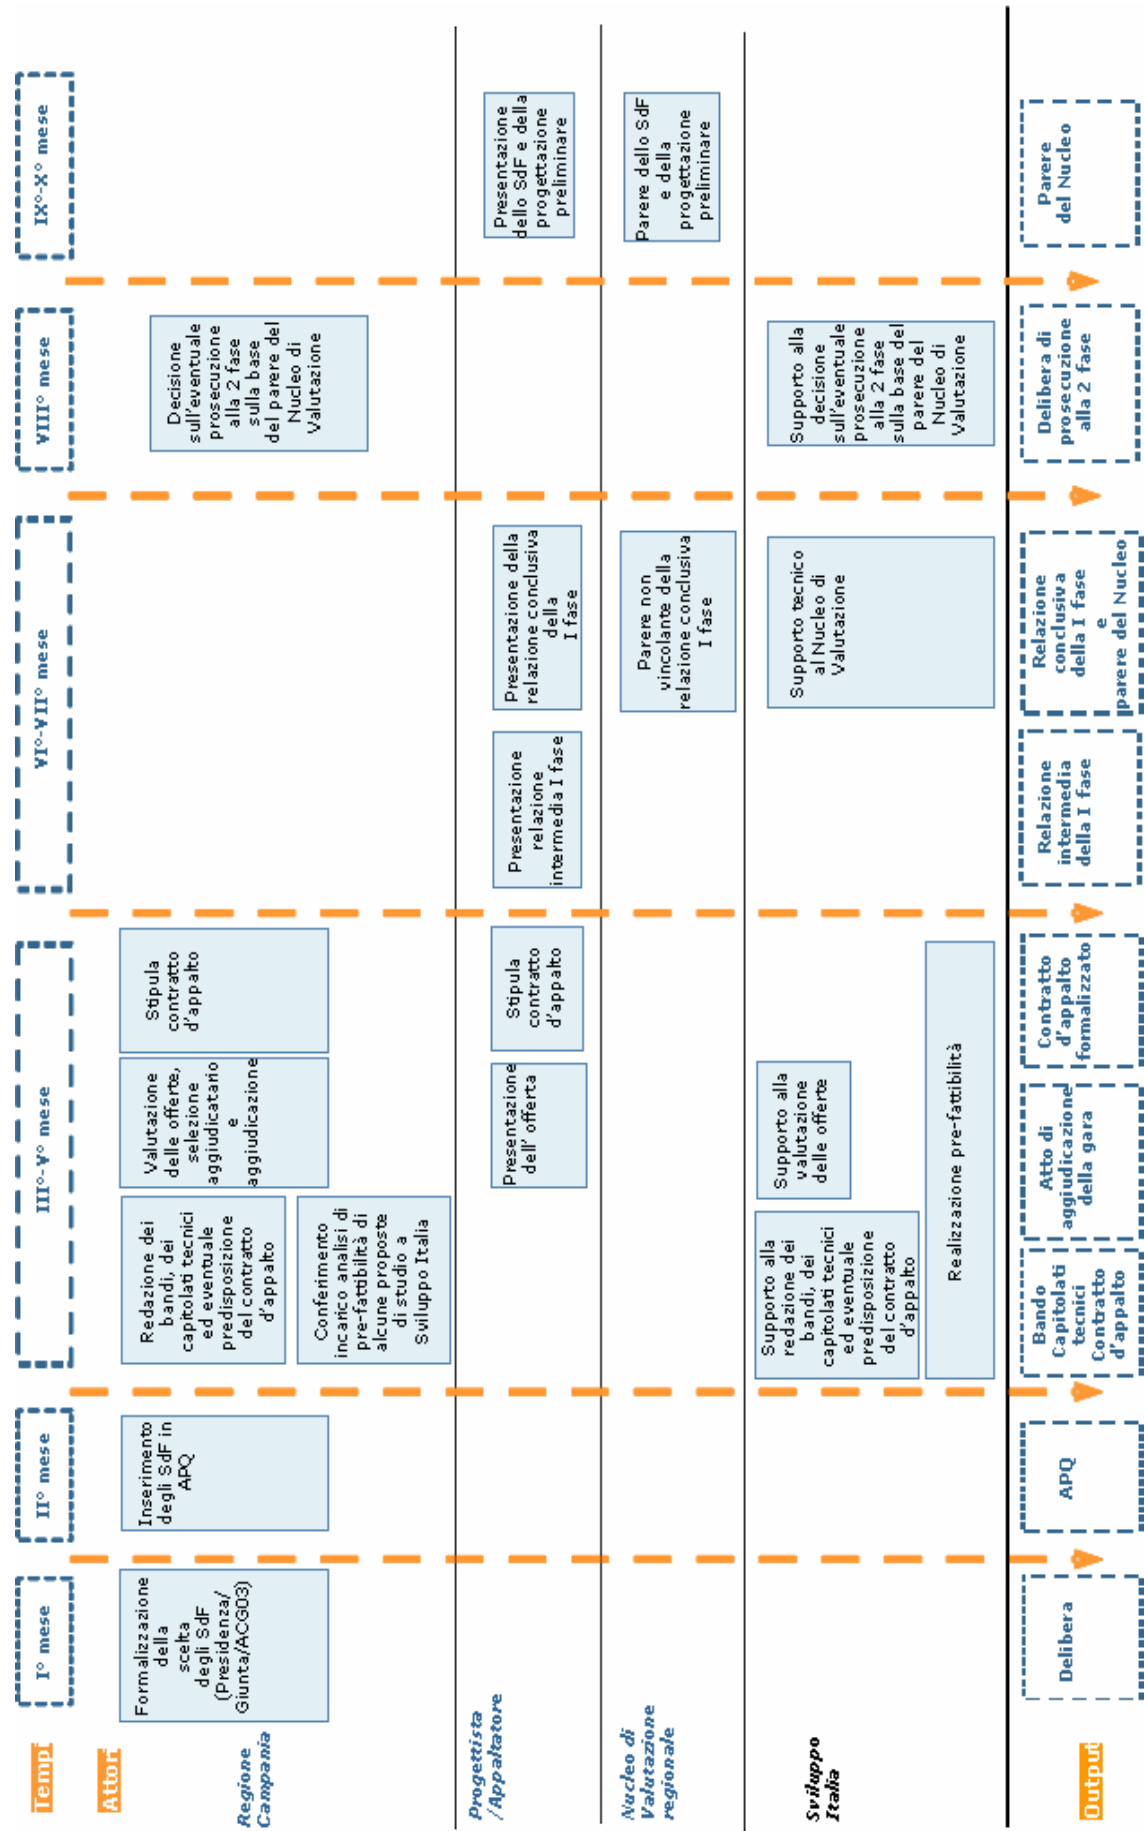 Tempi
I° mese
II° mese
III°-V° mese
VI°-VII° mese
VIII° mese
IX°-X° mese
Attori
Regione
Campania
Formalizzazione
della
scelta
degli SdF
(Presidenza/
Giunta/ACG03)
Inserimento
degli SdF in
APQ
Redazione dei
bandi, dei
capitolati tecnici
ed eventuale
predisposizione
del contratto
d'appalto
Conferimento
incarico analisi di
pre-fattibilità di
alcune proposte
di studio a
Sviluppo Italia
Valutazione
delle offerte,
selezione
aggiudicatario
e
aggiudicazione
Stipula
contratto
d'appalto
Decisione
sull'eventuale
prosecuzione
alla 2 fase
sulla base
del parere del
Nucleo di
Valutazione
Progettista
/Appaltatore
Presentazione
dell' offerta
Stipula
contratto
d'appalto
Presentazione
relazione
intermedia I fase
Presentazione della
relazione conclusiva
della
I fase
Presentazione
dello SdF e della
progettazione
preliminare
Nucleo di
Valutazione
regionale
Parere non
vincolante della
relazione conclusiva
I fase
Parere dello SdF
e della
progettazione
preliminare
Sviluppo
Italia
Supporto alla
redazione dei
bandi, dei
capitolati tecnici
ed eventuale
predisposizione
del contratto
d'appalto
Supporto alla
valutazione
delle offerte
Realizzazione pre-fattibilità
Supporto tecnico
al Nucleo di
Valutazione
Supporto alla
decisione
sull'eventuale
prosecuzione
alla 2 fase
sulla base del
parere del
Nucleo di
Valutazione
Output
Delibera
APQ
Bando
Capitolati
tecnici
Contratto
d'appalto
Atto di
aggiudicazione
della gara
Contratto
d'appalto
formalizzato
Relazione
intermedia
della I fase
Relazione
conclusiva
della I fase
e
parere del Nucleo
Delibera di
prosecuzione
alla 2 fase
Parere
del Nucleo